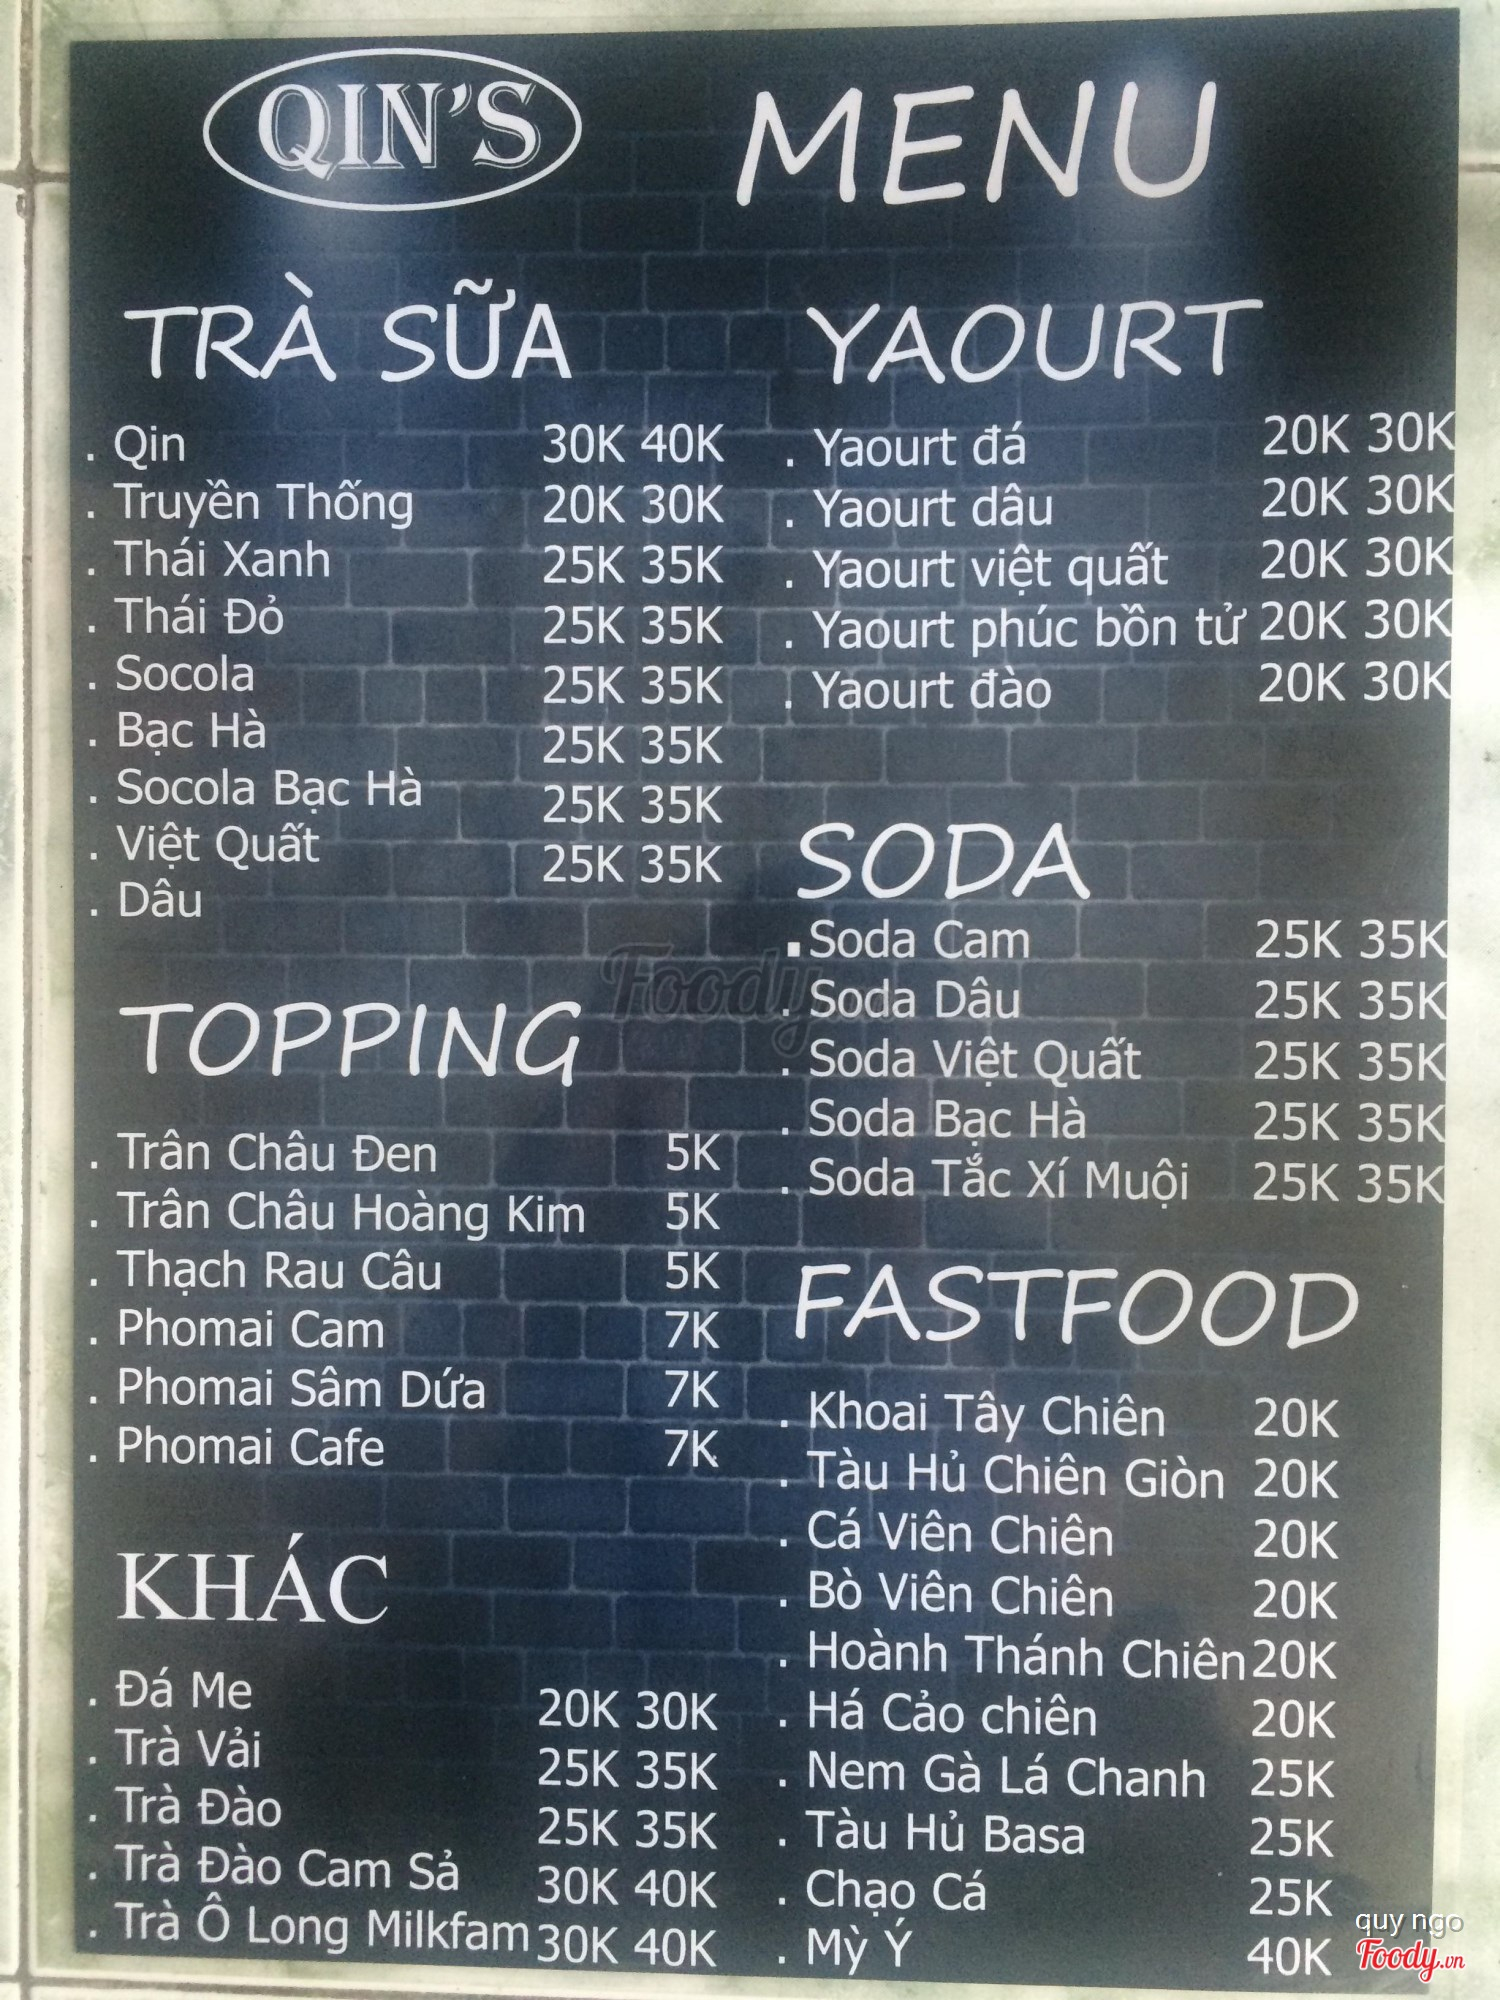 QIN'S
MENU
TRÀ SỮA
. Qin 30K 40K
. Truyền Thống 20K 30K
. Thái Xanh 25K 35K
. Thái Đỏ 25K 35K
. Socola 25K 35K
. Bạc Hà 25K 35K
. Socola Bạc Hà 25K 35K
. Việt Quất 25K 35K
. Dâu
TOPPING
. Trân Châu Đen 5K
. Trân Châu Hoàng Kim 5K
. Thạch Rau Câu 5K
. Phomai Cam 7K
. Phomai Sâm Dứa 7K
. Phomai Cafe 7K
KHÁC
. Đá Me 20K 30K
. Trà Vải 25K 35K
. Trà Đào 25K 35K
. Trà Đào Cam Sả 30K 40K
. Trà Ô Long Milkfam 30K 40K
YAOURT
. Yaourt đá 20K 30K
. Yaourt dâu 20K 30K
. Yaourt việt quất 20K 30K
. Yaourt phúc bồn tử 20K 30K
. Yaourt đào 20K 30K
SODA
. Soda Cam 25K 35K
. Soda Dâu 25K 35K
. Soda Việt Quất 25K 35K
. Soda Bạc Hà 25K 35K
. Soda Tắc Xí Muội 25K 35K
FASTFOOD
. Khoai Tây Chiên 20K
. Tàu Hủ Chiên Giòn 20K
. Cá Viên Chiên 20K
. Bò Viên Chiên 20K
. Hoành Thánh Chiên 20K
. Há Cảo chiên 20K
. Nem Gà Lá Chanh 25K
. Tàu Hủ Basa 25K
. Chạo Cá 25K
. Mỳ Ý 40K
Foody.vn
quy ngo
Foody.vn